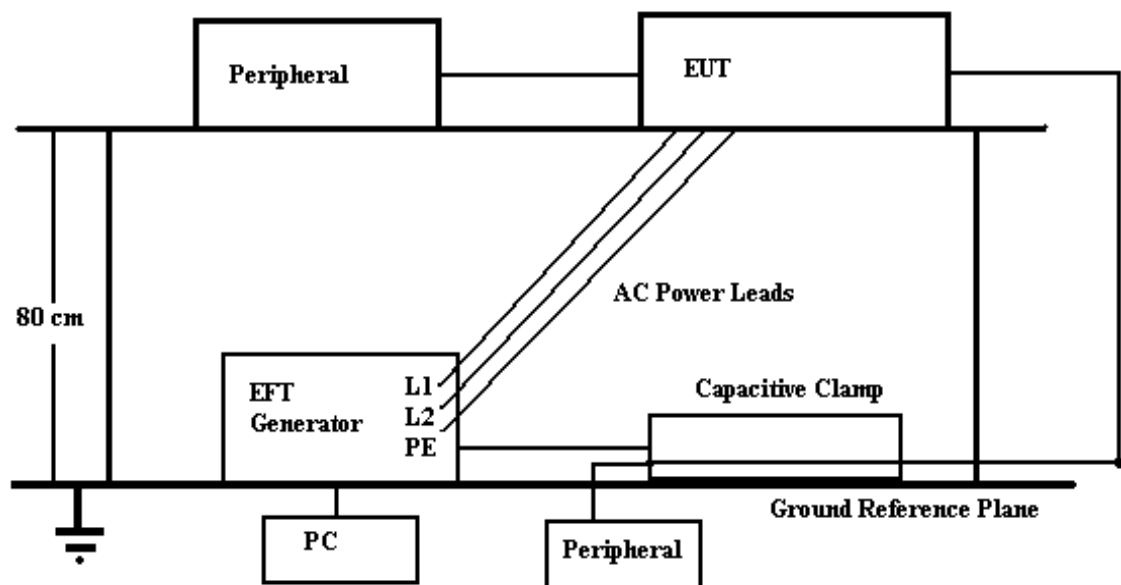 Peripheral
EUT
80 cm
AC Power Leads
EFT
Generator
L1
L2
PE
Capacitive Clamp
Ground Reference Plane
PC
Peripheral